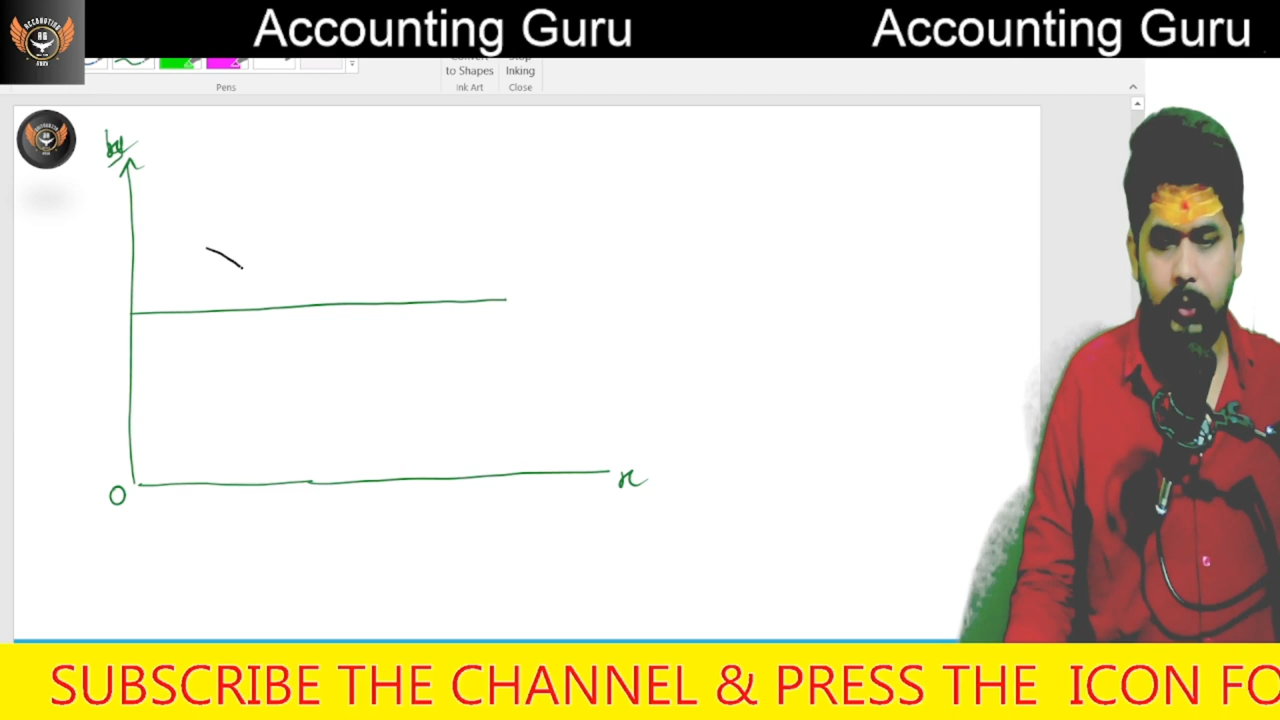 Accounting Guru
Accounting Guru
to Shapes
Inking
Pens
Ink Art
Close
O
x
SUBSCRIBE THE CHANNEL & PRESS THE ICON FO